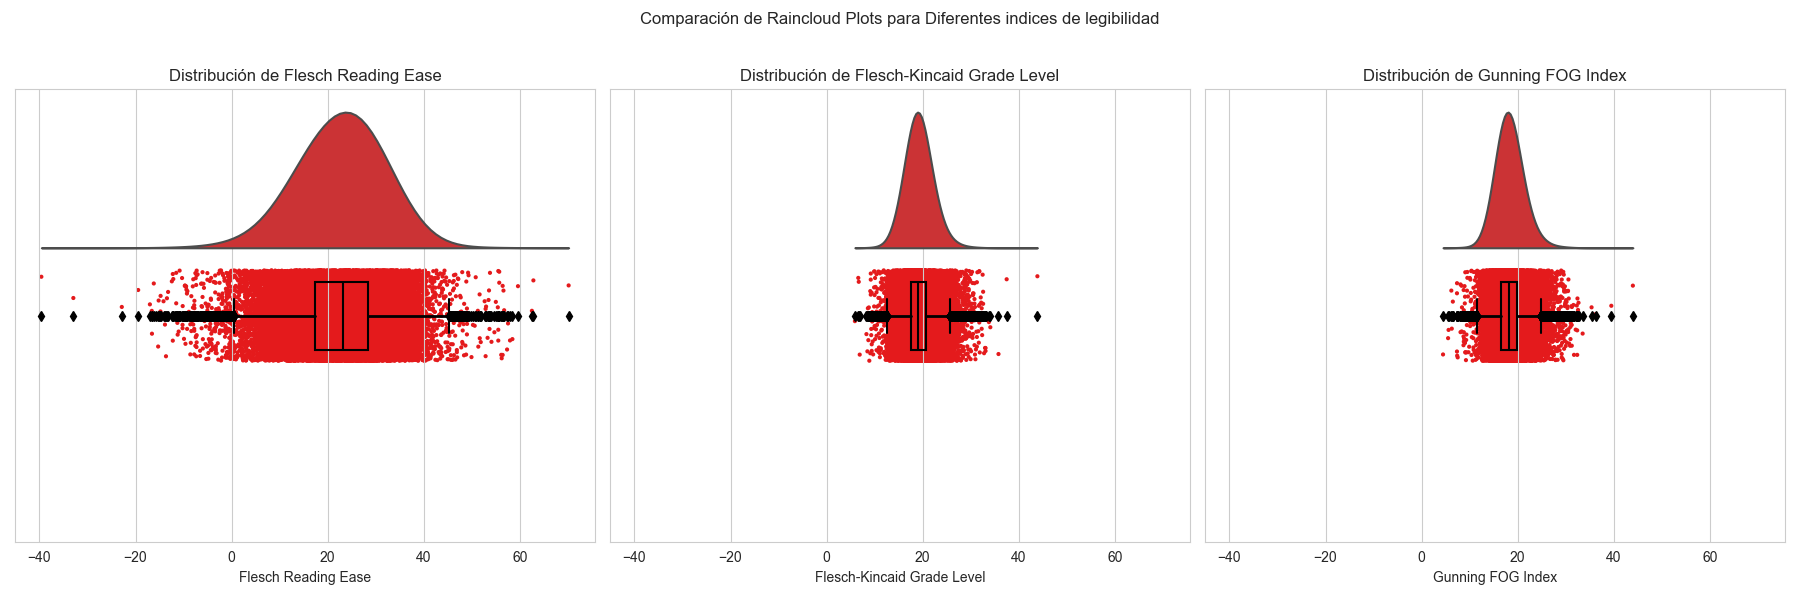 Comparación de Raincloud Plots para Diferentes indices de legibilidad
Distribución de Flesch Reading Ease
Distribución de Flesch-Kincaid Grade Level
Distribución de Gunning FOG Index
−40 −20 0 20 40 60
−40 −20 0 20 40 60
−40 −20 0 20 40 60
Flesch Reading Ease
Flesch-Kincaid Grade Level
Gunning FOG Index